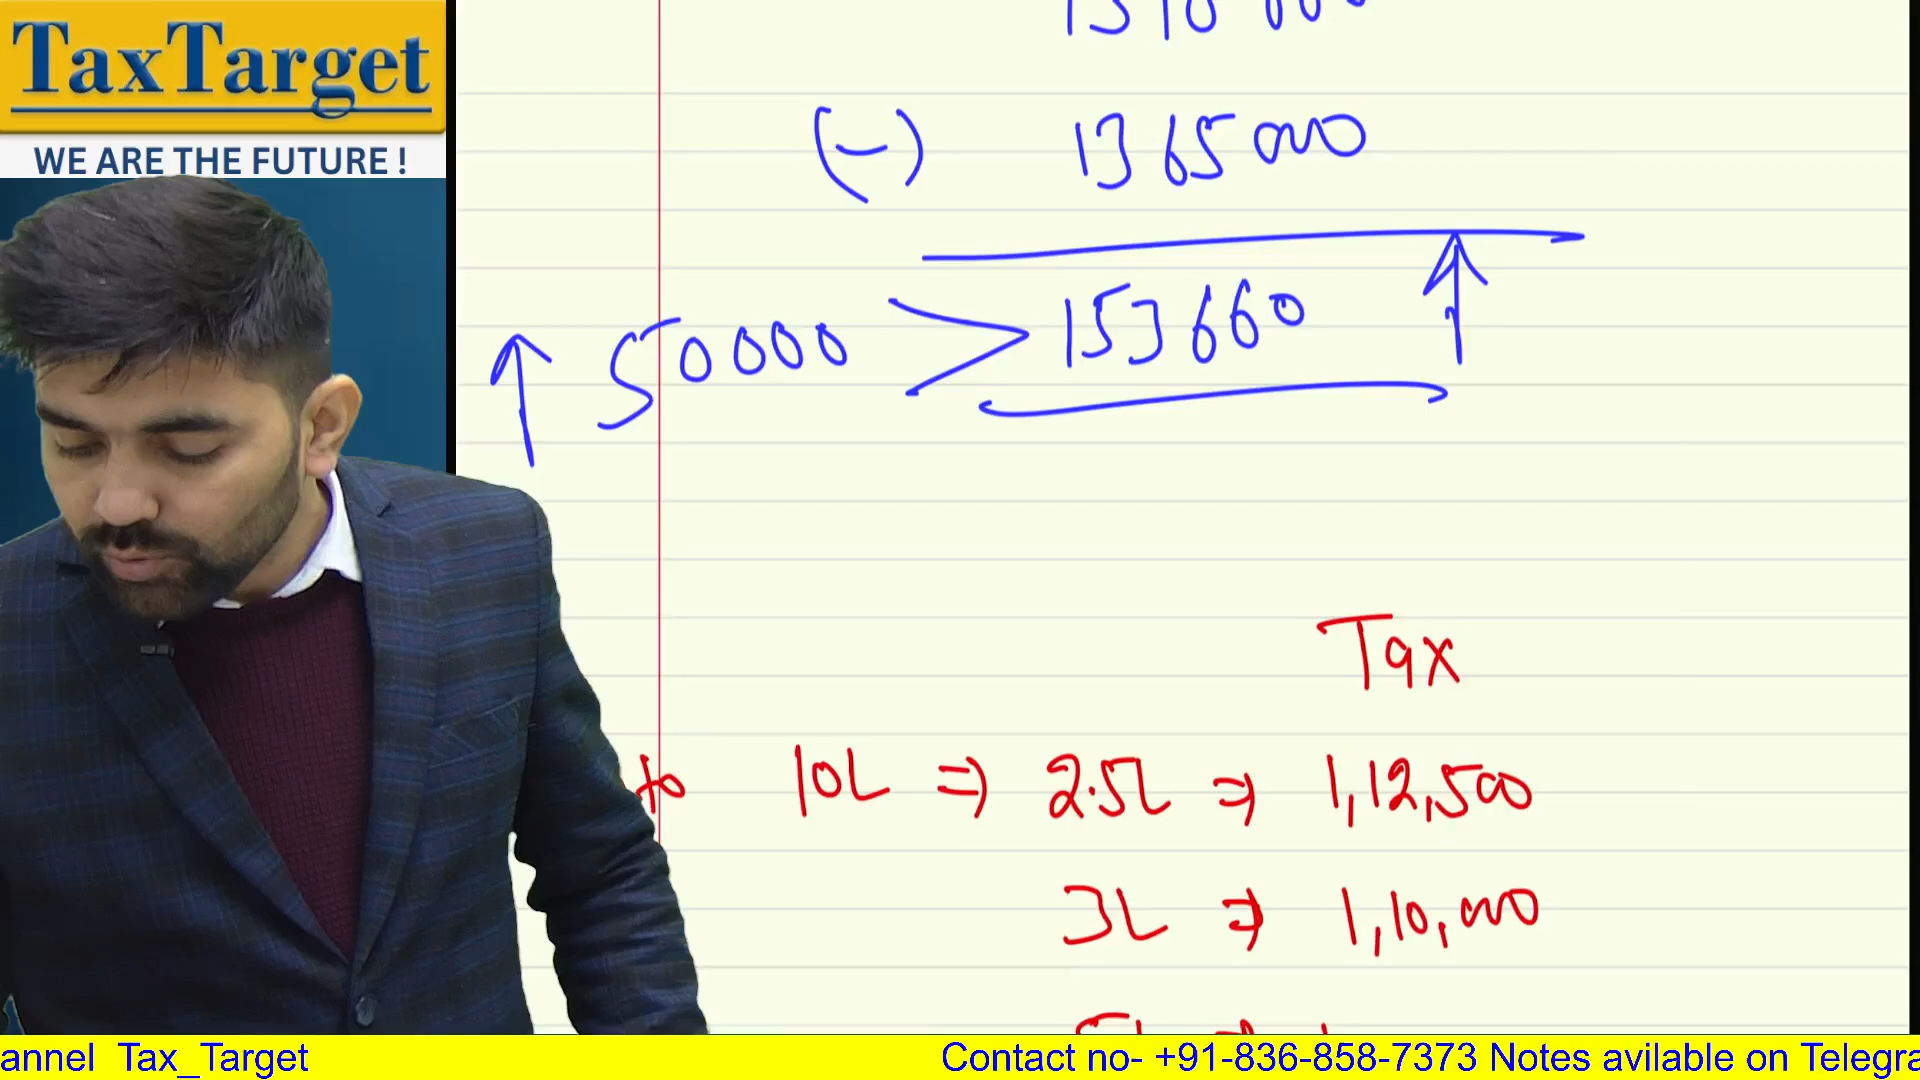 TaxTarget
WE ARE THE FUTURE !
(-) 1365000
↑ 50000 > 153660 ↑
Tax
to 10L ⇒ 2.5L ⇒ 1,12,500
3L ⇒ 1,10,000
annel Tax_Target Contact no- +91-836-858-7373 Notes avilable on Telegra